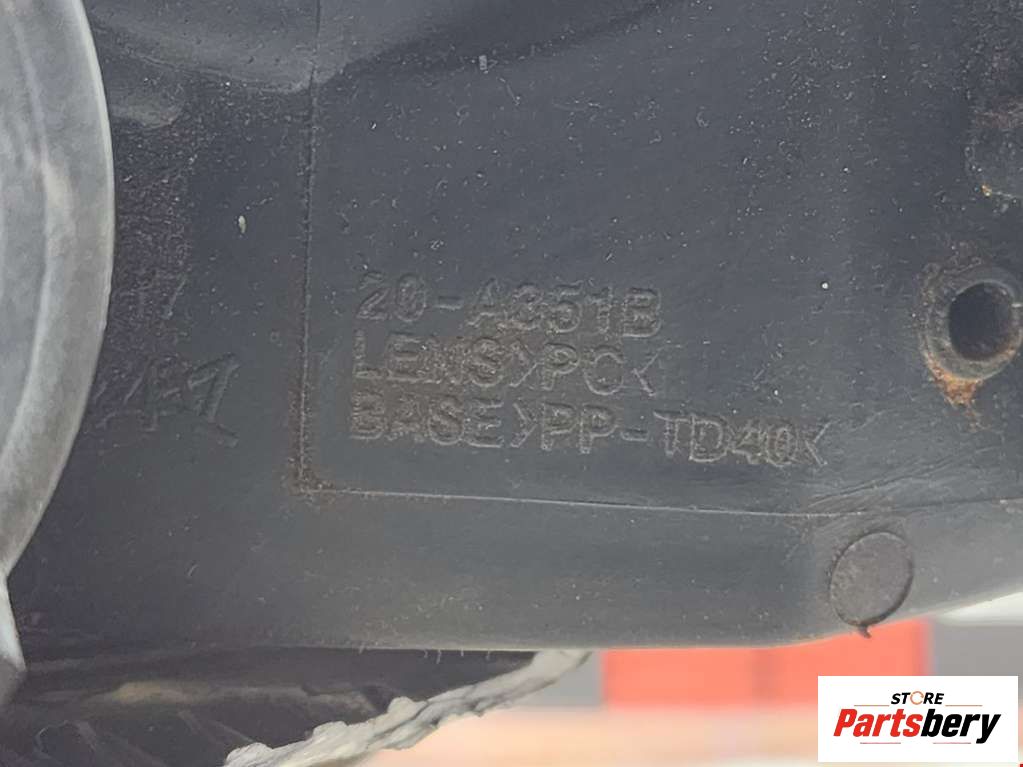 20-A351B
LENS>PC<
BASE>PP-TD40<
STORE
Partsbery